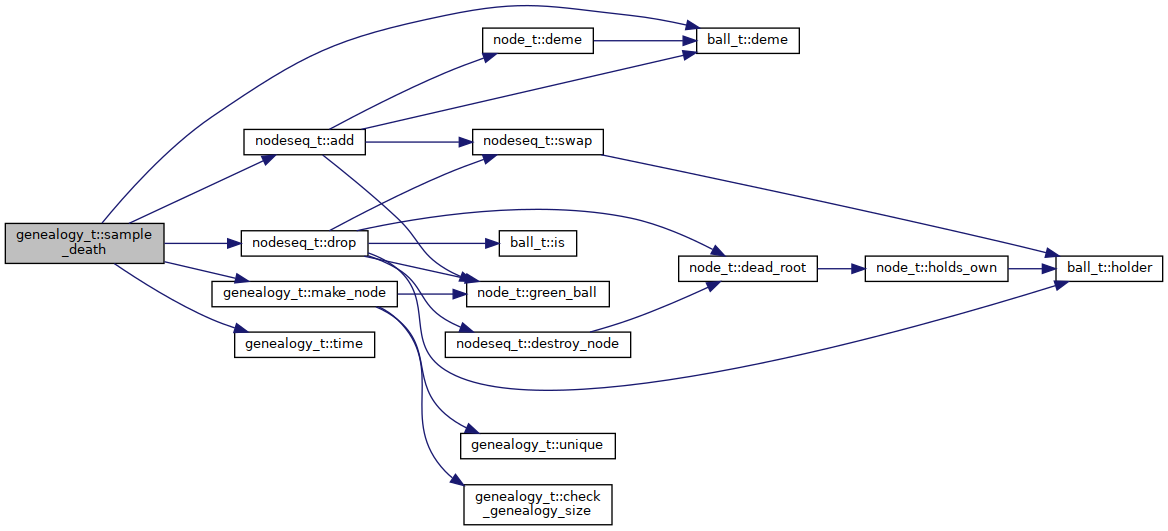 genealogy_t::sample
_death
nodeseq_t::add
nodeseq_t::drop
genealogy_t::make_node
genealogy_t::time
node_t::deme
ball_t::deme
nodeseq_t::swap
ball_t::is
node_t::green_ball
nodeseq_t::destroy_node
node_t::dead_root
node_t::holds_own
ball_t::holder
genealogy_t::unique
genealogy_t::check
_genealogy_size